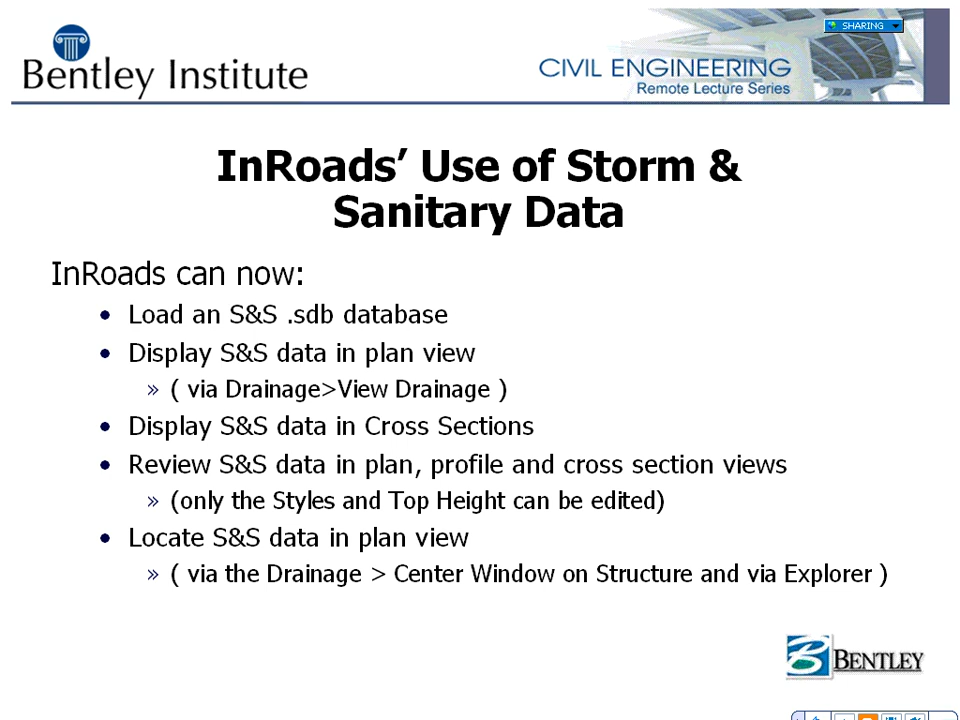 SHARING
Bentley Institute
CIVIL ENGINEERING
Remote Lecture Series
InRoads’ Use of Storm &
Sanitary Data
InRoads can now:
• Load an S&S .sdb database
• Display S&S data in plan view
» ( via Drainage>View Drainage )
• Display S&S data in Cross Sections
• Review S&S data in plan, profile and cross section views
» (only the Styles and Top Height can be edited)
• Locate S&S data in plan view
» ( via the Drainage > Center Window on Structure and via Explorer )
B BENTLEY